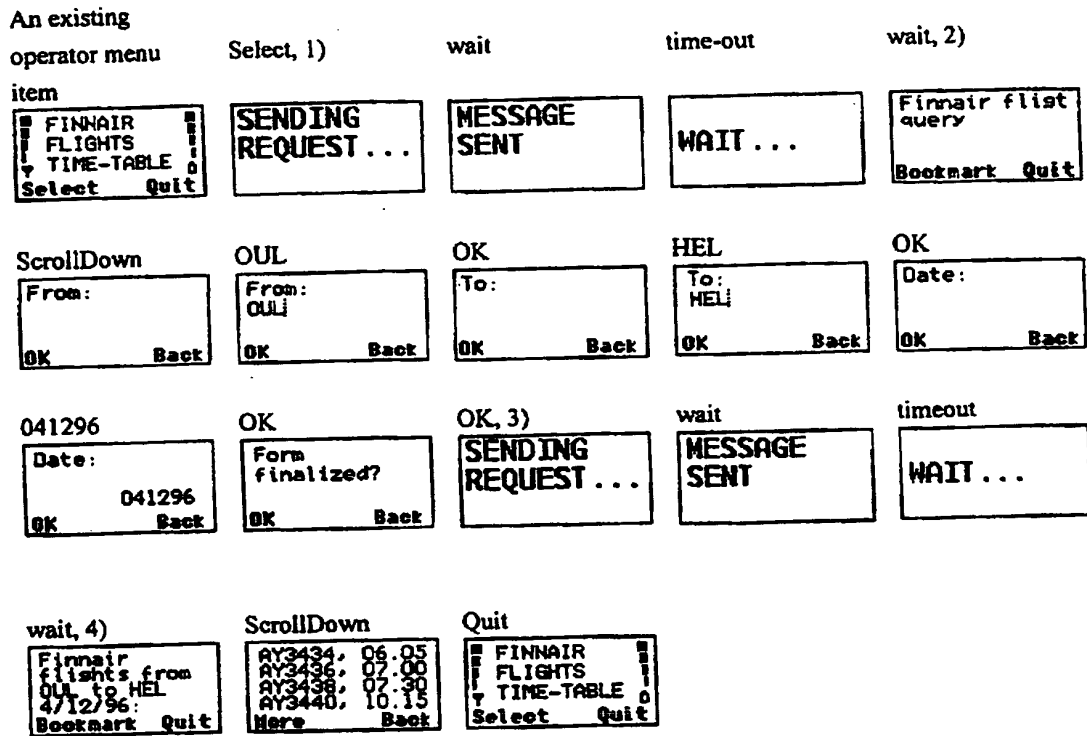 An existing
operator menu
item
FINNAIR
FLIGHTS
TIME-TABLE
Select Quit
Select, 1)
SENDING
REQUEST...
wait
MESSAGE
SENT
time-out
WAIT...
wait, 2)
Finnair flist
query
Bookmark Quit
ScrollDown
From:
OK Back
OUL
From:
OUL
OK Back
OK
To:
OK Back
HEL
To:
HEL
OK Back
OK
Date:
OK Back
041296
Date:
041296
OK Back
OK
Form
finalized?
OK Back
OK, 3)
SENDING
REQUEST...
wait
MESSAGE
SENT
timeout
WAIT...
wait, 4)
Finnair
flights from
OUL to HEL
4/12/96:
Bookmark Quit
ScrollDown
AY3434, 06.05
AY3436, 07.00
AY3438, 07.30
AY3440, 10.15
More Back
Quit
FINNAIR
FLIGHTS
TIME-TABLE
Select Quit